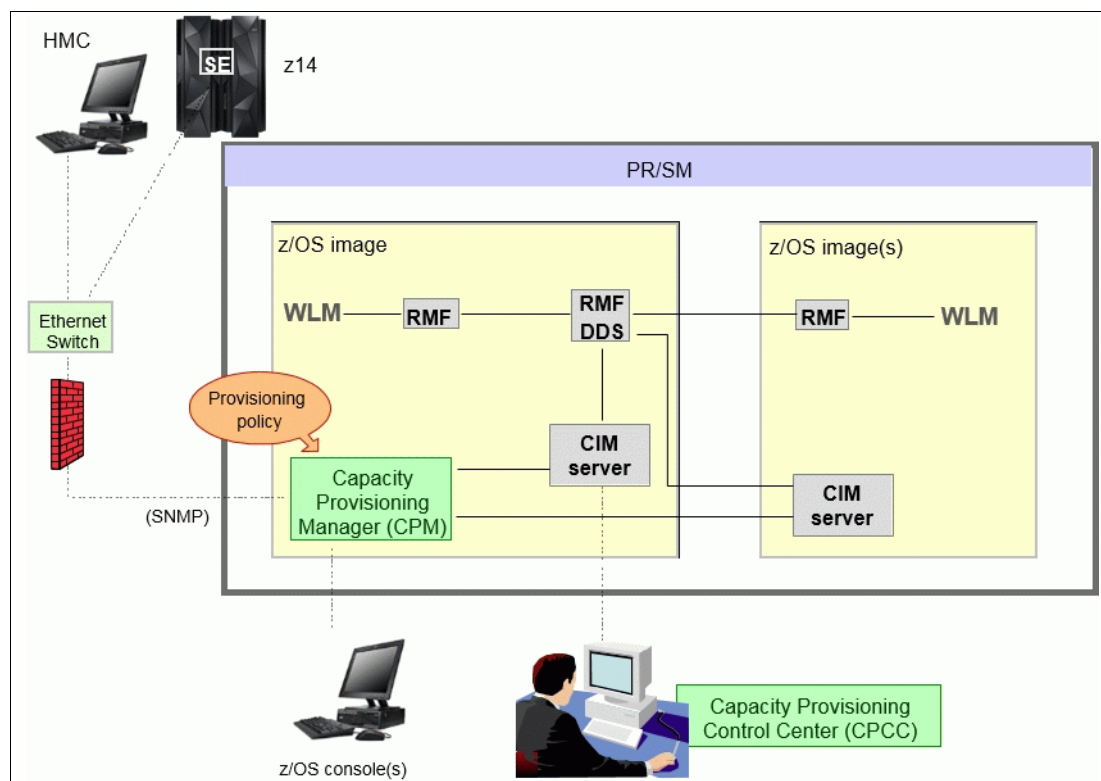 HMC
SE
z14
PR/SM
z/OS image
z/OS image(s)
WLM
RMF
RMF
DDS
RMF
WLM
Ethernet
Switch
Provisioning
policy
CIM
server
Capacity
Provisioning
Manager (CPM)
CIM
server
(SNMP)
Capacity Provisioning
Control Center (CPCC)
z/OS console(s)